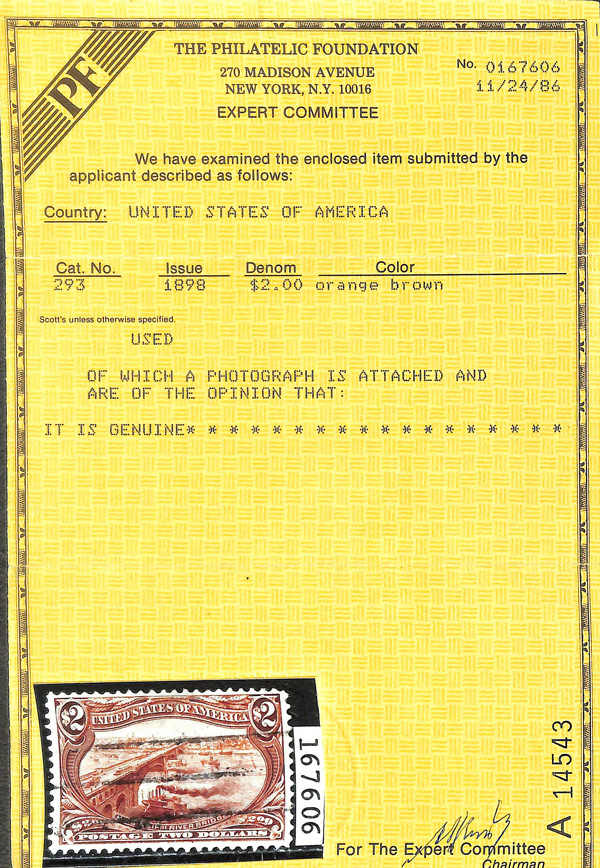 PF
THE PHILATELIC FOUNDATION
270 MADISON AVENUE
NEW YORK, N.Y. 10016
EXPERT COMMITTEE
No. 0167606
11/24/86
We have examined the enclosed item submitted by the
applicant described as follows:
Country: UNITED STATES OF AMERICA
Cat. No. Issue Denom Color
293 1898 $2.00 orange brown
Scott's unless otherwise specified.
USED
OF WHICH A PHOTOGRAPH IS ATTACHED AND
ARE OF THE OPINION THAT:
IT IS GENUINE* * * * * * * * * * * * * * * * * *
$2 UNITED STATES OF AMERICA $2
$2.00 $2.00
POSTAGE TWO DOLLARS
167606
A 14543
For The Expert Committee
Chairman